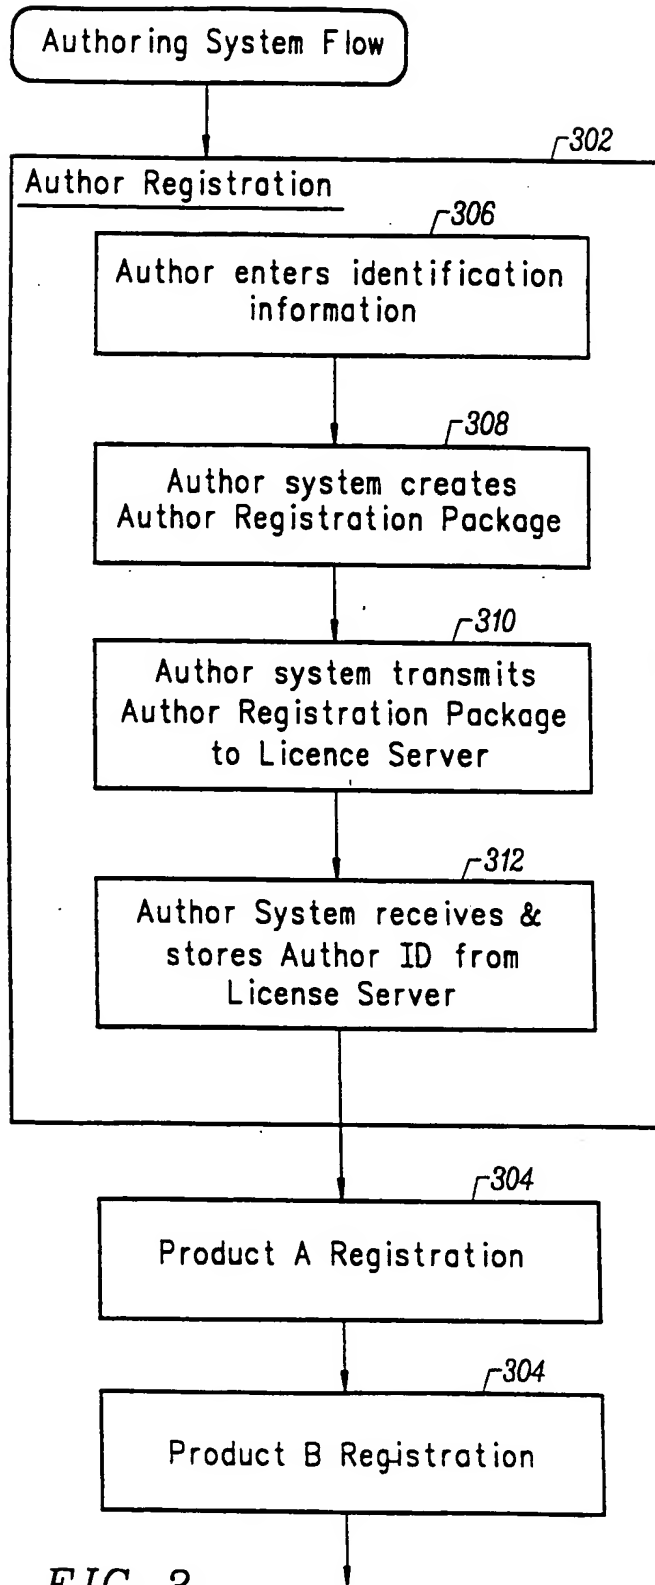 Authoring System Flow
302
Author Registration
306
Author enters identification
information
308
Author system creates
Author Registration Package
310
Author system transmits
Author Registration Package
to Licence Server
312
Author System receives &
stores Author ID from
License Server
304
Product A Registration
304
Product B Registration
FIG.